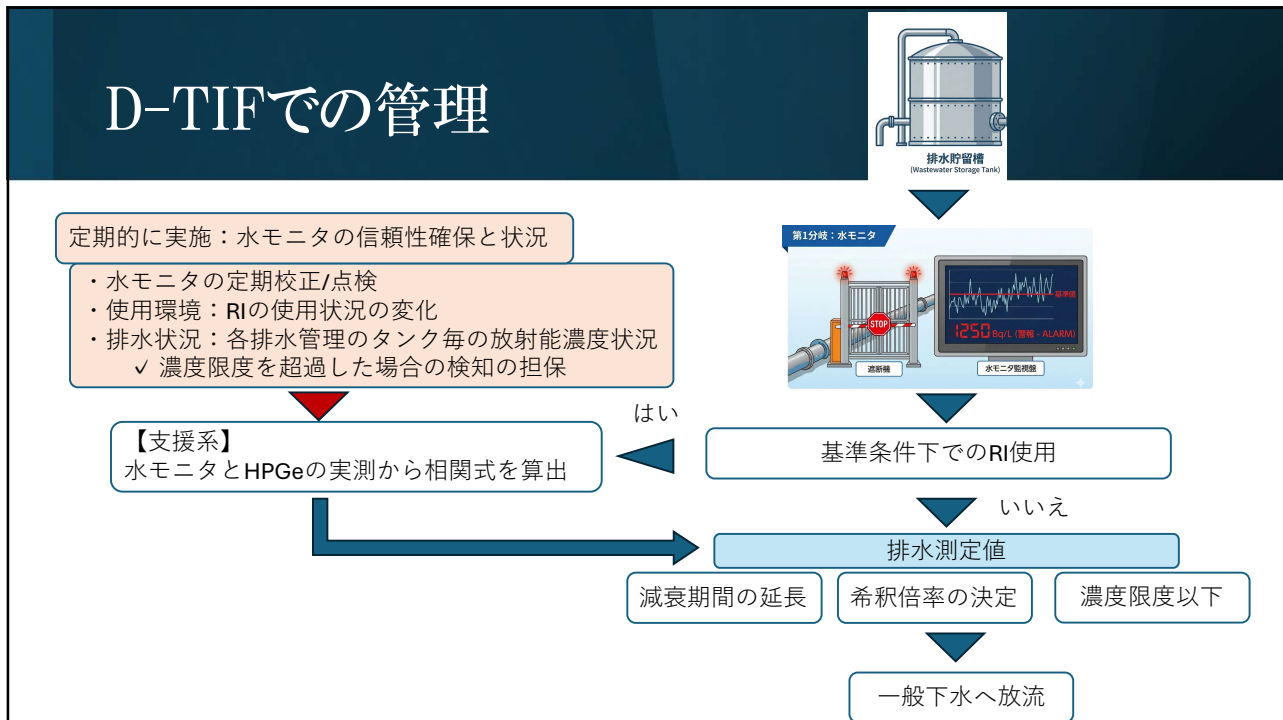 D-TIFでの管理
排水貯留槽
(Wastewater Storage Tank)
定期的に実施：水モニタの信頼性確保と状況
・水モニタの定期校正/点検
・使用環境：RIの使用状況の変化
・排水状況：各排水管理のタンク毎の放射能濃度状況
✓ 濃度限度を超過した場合の検知の担保
第1分岐：水モニタ
基準値
STOP
1250 Bq/L (警報 - ALARM)
遮断機
水モニタ監視盤
はい
【支援系】
水モニタとHPGeの実測から相関式を算出
基準条件下でのRI使用
いいえ
排水測定値
減衰期間の延長
希釈倍率の決定
濃度限度以下
一般下水へ放流